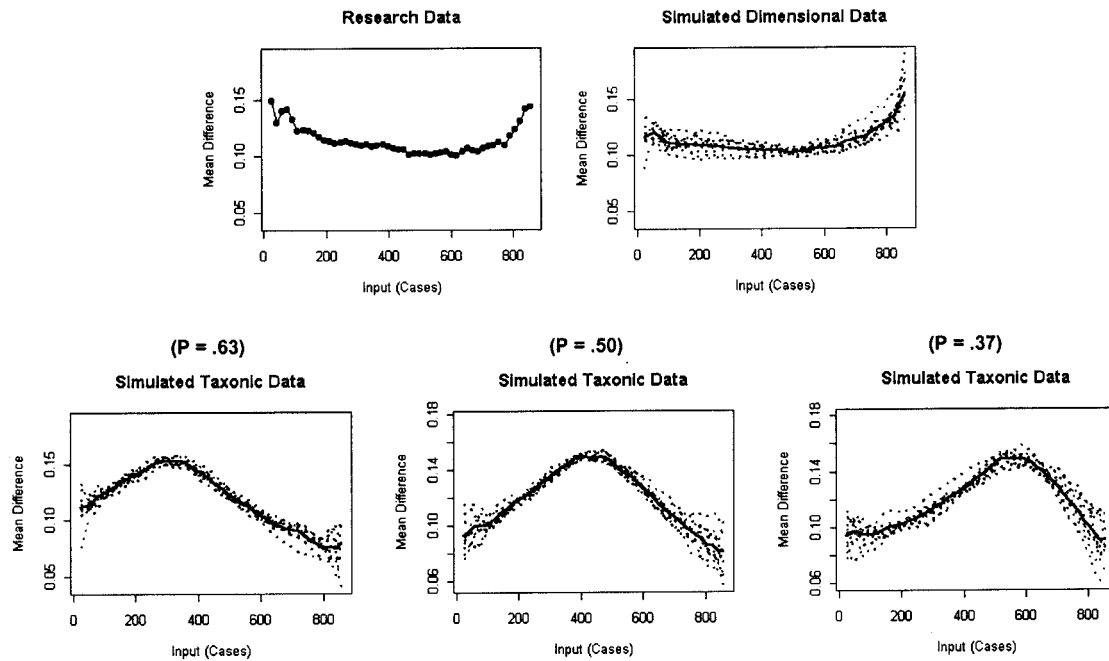 Research Data
Mean Difference
0.05 0.10 0.15
0 200 400 600 800
Input (Cases)
Simulated Dimensional Data
Mean Difference
0.05 0.10 0.15
0 200 400 600 800
Input (Cases)
(P = .63)
Simulated Taxonic Data
Mean Difference
0.05 0.10 0.15
0 200 400 600 800
Input (Cases)
(P = .50)
Simulated Taxonic Data
Mean Difference
0.06 0.10 0.14 0.18
0 200 400 600 800
Input (Cases)
(P = .37)
Simulated Taxonic Data
Mean Difference
0.06 0.10 0.14 0.18
0 200 400 600 800
Input (Cases)